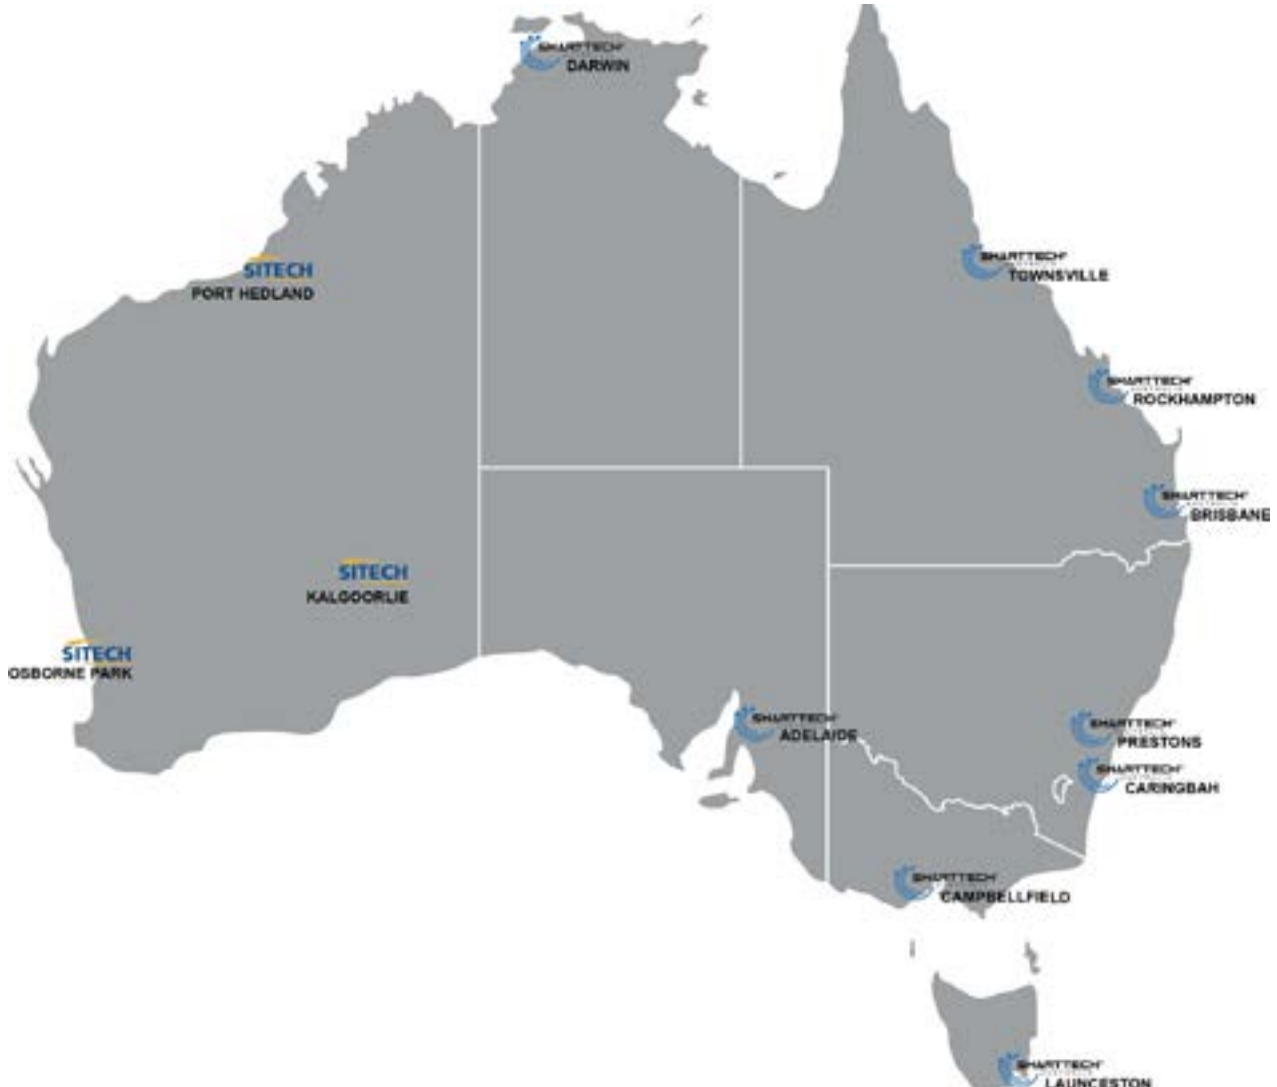 SMARTTECH
DARWIN
SMARTTECH
TOWNSVILLE
SITECH
PORT HEDLAND
SMARTTECH
ROCKHAMPTON
SMARTTECH
BRISBANE
SITECH
KALGOORLIE
SITECH
OSBORNE PARK
SMARTTECH
ADELAIDE
SMARTTECH
PRESTONS
SMARTTECH
CARINGBAH
SMARTTECH
CAMPBELLFIELD
SMARTTECH
LAUNCESTON